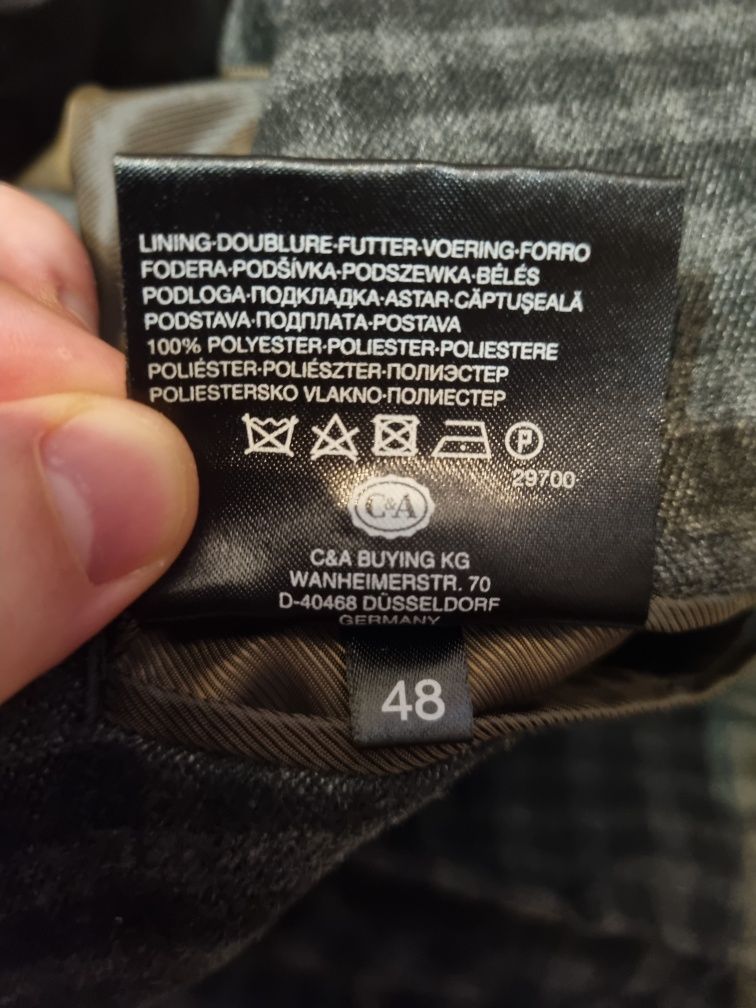 LINING·DOUBLURE·FUTTER·VOERING·FORRO
FODERA·PODŠÍVKA·PODSZEWKA·BÉLÉS
PODLOGA·ПОДКЛАДКА·ASTAR·CĂPTUŞEALĂ
PODSTAVA·ПОДПЛАТА·POSTAVA
100% POLYESTER·POLIESTER·POLIESTERE
POLIÉSTER·POLIÉSZTER·ПОЛИЭСТЕР
POLIESTERSKO VLAKNO·ПОЛИЕСТЕР
P
29700
C&A
C&A BUYING KG
WANHEIMERSTR. 70
D-40468 DÜSSELDORF
GERMANY
48